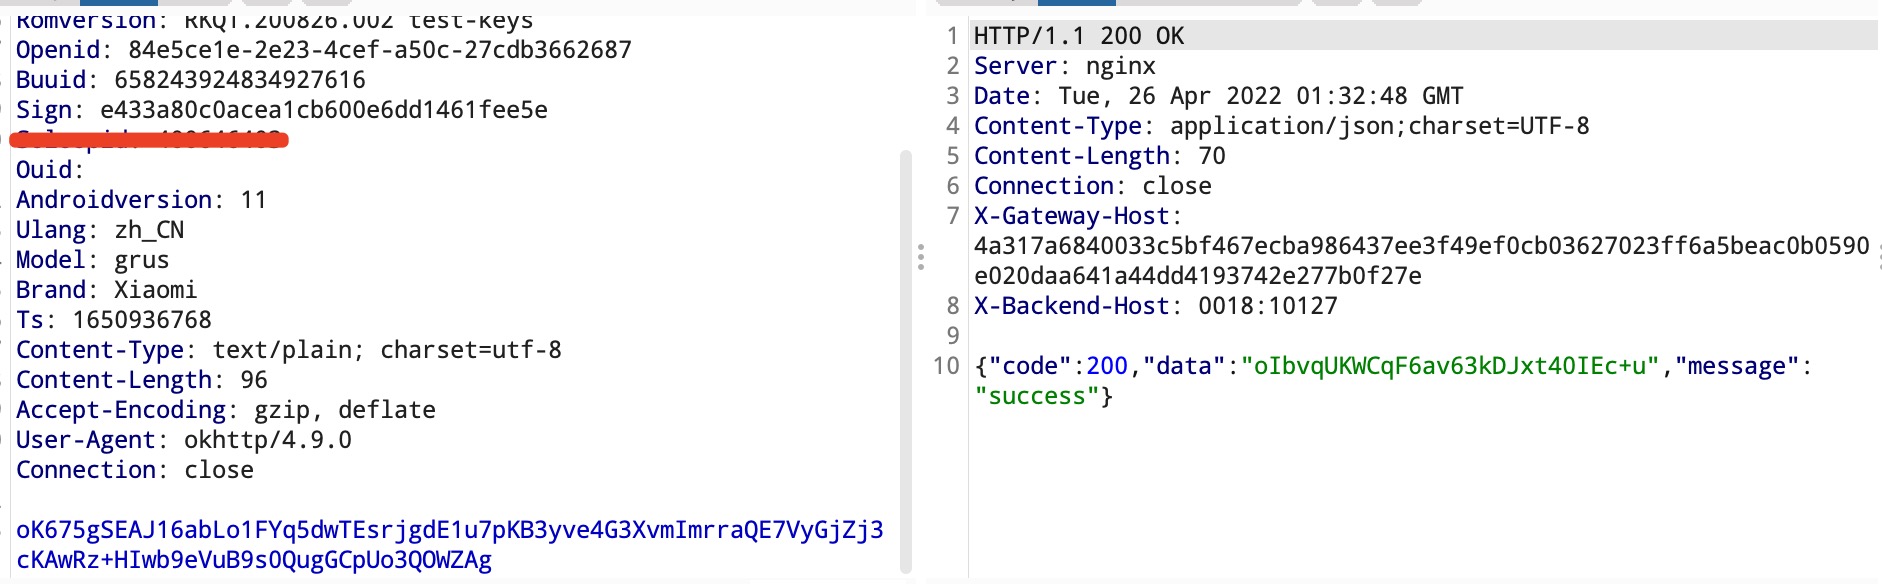 Romversion: RKQ1.200826.002 test-keys
Openid: 84e5ce1e-2e23-4cef-a50c-27cdb3662687
Buuid: 658243924834927616
Sign: e433a80c0acea1cb600e6dd1461fee5e
Ouid:
Androidversion: 11
Ulang: zh_CN
Model: grus
Brand: Xiaomi
Ts: 1650936768
Content-Type: text/plain; charset=utf-8
Content-Length: 96
Accept-Encoding: gzip, deflate
User-Agent: okhttp/4.9.0
Connection: close
oK675gSEAJ16abLo1FYq5dwTEsrjgdE1u7pKB3yve4G3XvmImrraQE7VyGjZj3
cKAwRz+HIwb9eVuB9s0QugGCpUo3QOWZAg
1 HTTP/1.1 200 OK
2 Server: nginx
3 Date: Tue, 26 Apr 2022 01:32:48 GMT
4 Content-Type: application/json;charset=UTF-8
5 Content-Length: 70
6 Connection: close
7 X-Gateway-Host:
4a317a6840033c5bf467ecba986437ee3f49ef0cb03627023ff6a5beac0b0590
e020daa641a44dd4193742e277b0f27e
8 X-Backend-Host: 0018:10127
9
10 {"code":200,"data":"oIbvqUKWCqF6av63kDJxt40IEc+u","message":
"success"}